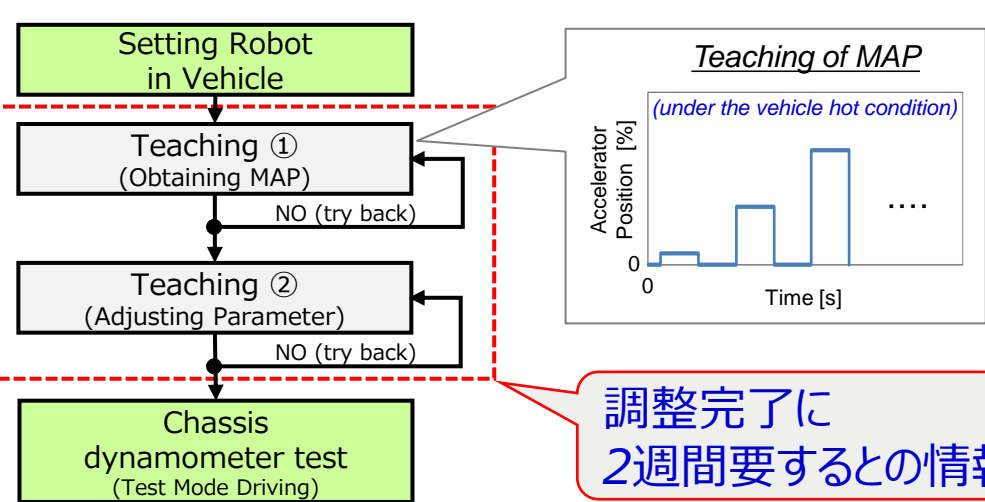 Setting Robot
in Vehicle
Teaching ①
(Obtaining MAP)
NO (try back)
Teaching ②
(Adjusting Parameter)
NO (try back)
Chassis
dynamometer test
(Test Mode Driving)
Teaching of MAP
(under the vehicle hot condition)
Accelerator
Position [%]
....
0
0
Time [s]
調整完了に
2週間要するとの情報